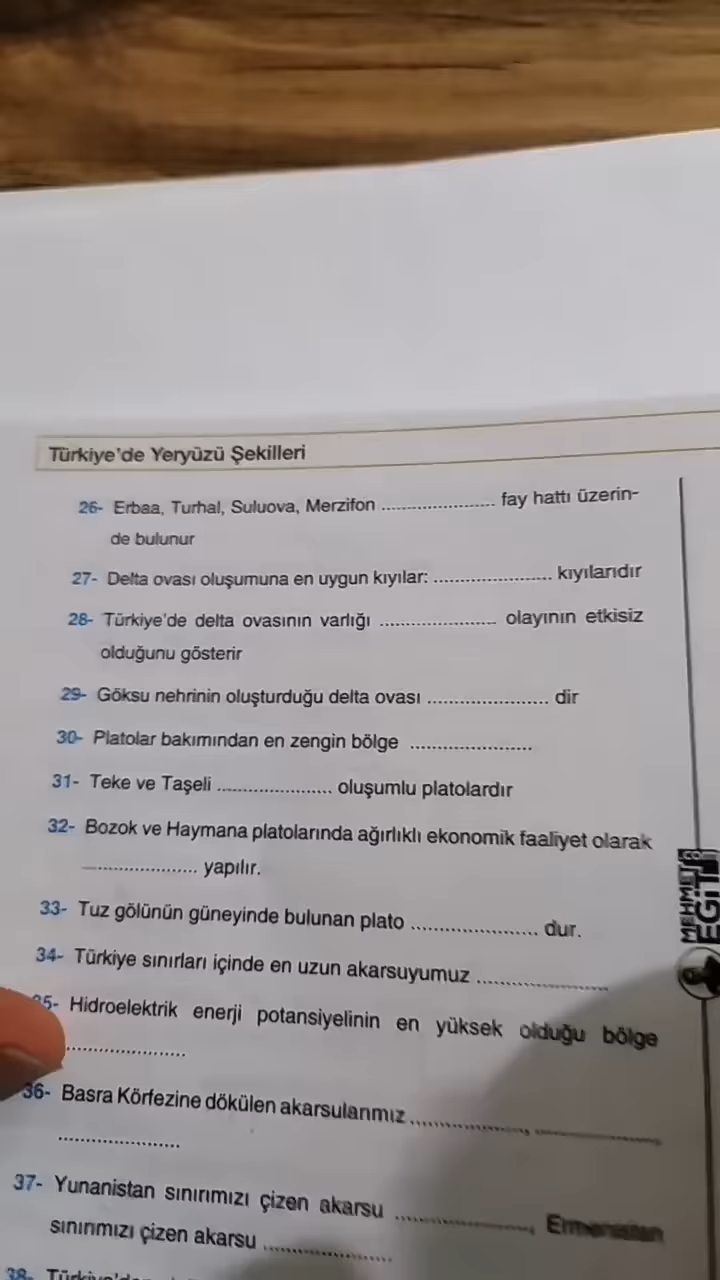 Türkiye'de Yeryüzü Şekilleri
26- Erbaa, Turhal, Suluova, Merzifon ...................... fay hattı üzerin-
de bulunur
27- Delta ovası oluşumuna en uygun kıyılar: ...................... kıyılarıdır
28- Türkiye'de delta ovasının varlığı ...................... olayının etkisiz
olduğunu gösterir
29- Göksu nehrinin oluşturduğu delta ovası ...................... dir
30- Platolar bakımından en zengin bölge ......................
31- Teke ve Taşeli ...................... oluşumlu platolardır
32- Bozok ve Haymana platolarında ağırlıklı ekonomik faaliyet olarak
...................... yapılır.
33- Tuz gölünün güneyinde bulunan plato ...................... dur.
34- Türkiye sınırları içinde en uzun akarsuyumuz ......................
35- Hidroelektrik enerji potansiyelinin en yüksek olduğu bölge
......................
36- Basra Körfezine dökülen akarsularımız ......................, ......................
......................
37- Yunanistan sınırımızı çizen akarsu ......................, Ermenistan
sınırımızı çizen akarsu ......................
38-
MEHMET
EGİT